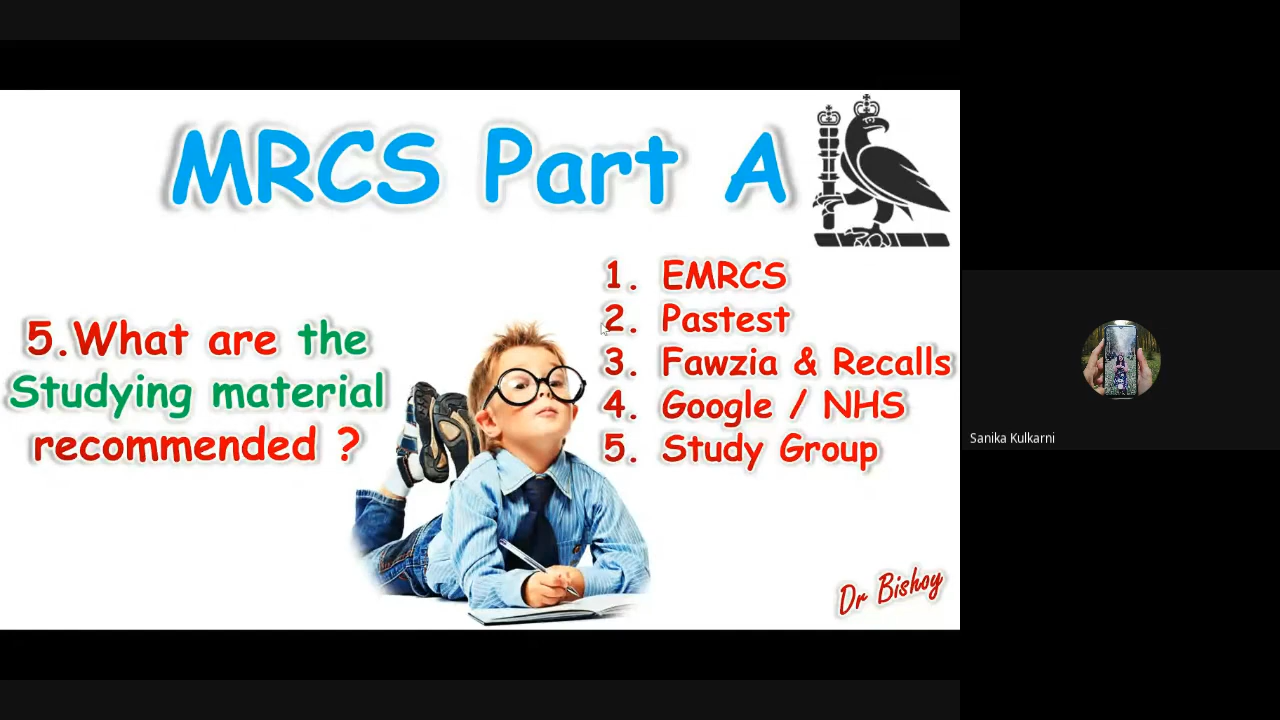 MRCS Part A
5.What are the
Studying material
recommended ?
1. EMRCS
2. Pastest
3. Fawzia & Recalls
4. Google / NHS
5. Study Group
Dr Bishoy
Sanika Kulkarni